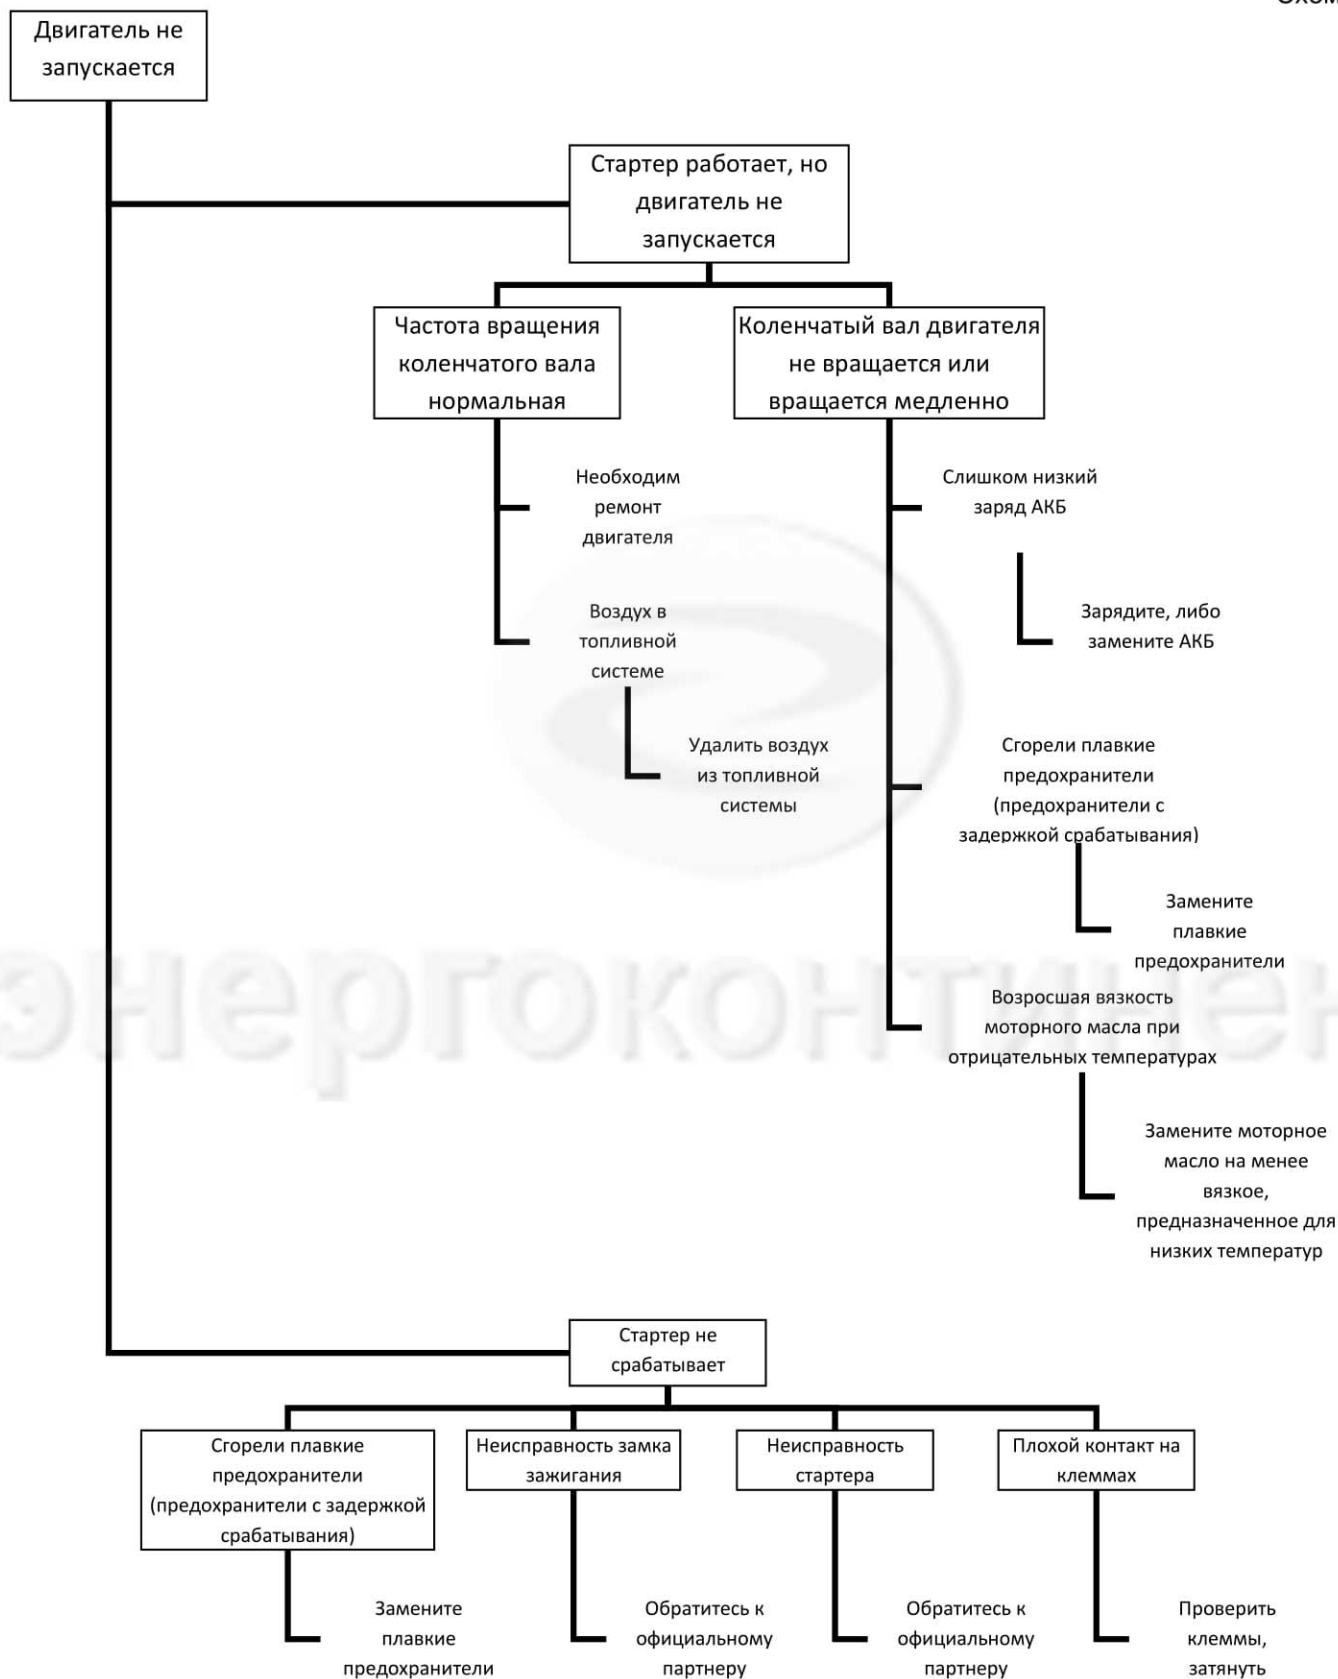 Двигатель не
запускается
Стартер работает, но
двигатель не
запускается
Частота вращения
коленчатого вала
нормальная
Коленчатый вал двигателя
не вращается или
вращается медленно
Необходим
ремонт
двигателя
Слишком низкий
заряд АКБ
Воздух в
топливной
системе
Зарядите, либо
замените АКБ
Удалить воздух
из топливной
системы
Сгорели плавкие
предохранители
(предохранители с
задержкой срабатывания)
Замените
плавкие
предохранители
энергоконтинен
Возросшая вязкость
моторного масла при
отрицательных температурах
Замените моторное
масло на менее
вязкое,
предназначенное для
низких температур
Стартер не
срабатывает
Сгорели плавкие
предохранители
(предохранители с задержкой
срабатывания)
Неисправность замка
зажигания
Неисправность
стартера
Плохой контакт на
клеммах
Замените
плавкие
предохранители
Обратитесь к
официальному
партнеру
Обратитесь к
официальному
партнеру
Проверить
клеммы,
затянуть